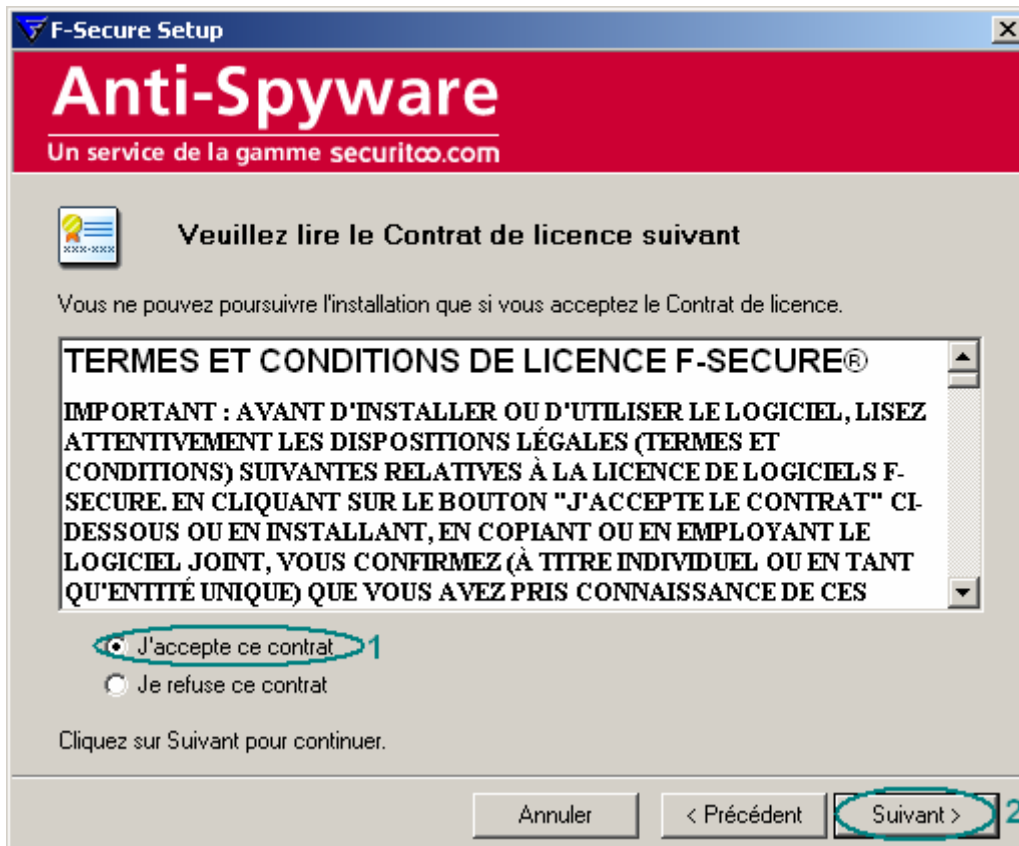 F-Secure Setup
Anti-Spyware
Un service de la gamme securitoo.com
xxx-xxx
Veuillez lire le Contrat de licence suivant
Vous ne pouvez poursuivre l'installation que si vous acceptez le Contrat de licence.
TERMES ET CONDITIONS DE LICENCE F-SECURE®
IMPORTANT : AVANT D'INSTALLER OU D'UTILISER LE LOGICIEL, LISEZ
ATTENTIVEMENT LES DISPOSITIONS LÉGALES (TERMES ET
CONDITIONS) SUIVANTES RELATIVES À LA LICENCE DE LOGICIELS F-
SECURE. EN CLIQUANT SUR LE BOUTON "J'ACCEPTE LE CONTRAT" CI-
DESSOUS OU EN INSTALLANT, EN COPIANT OU EN EMPLOYANT LE
LOGICIEL JOINT, VOUS CONFIRMEZ (À TITRE INDIVIDUEL OU EN TANT
QU'ENTITÉ UNIQUE) QUE VOUS AVEZ PRIS CONNAISSANCE DE CES
J'accepte ce contrat 1
Je refuse ce contrat
Cliquez sur Suivant pour continuer.
Annuler < Précédent Suivant > 2